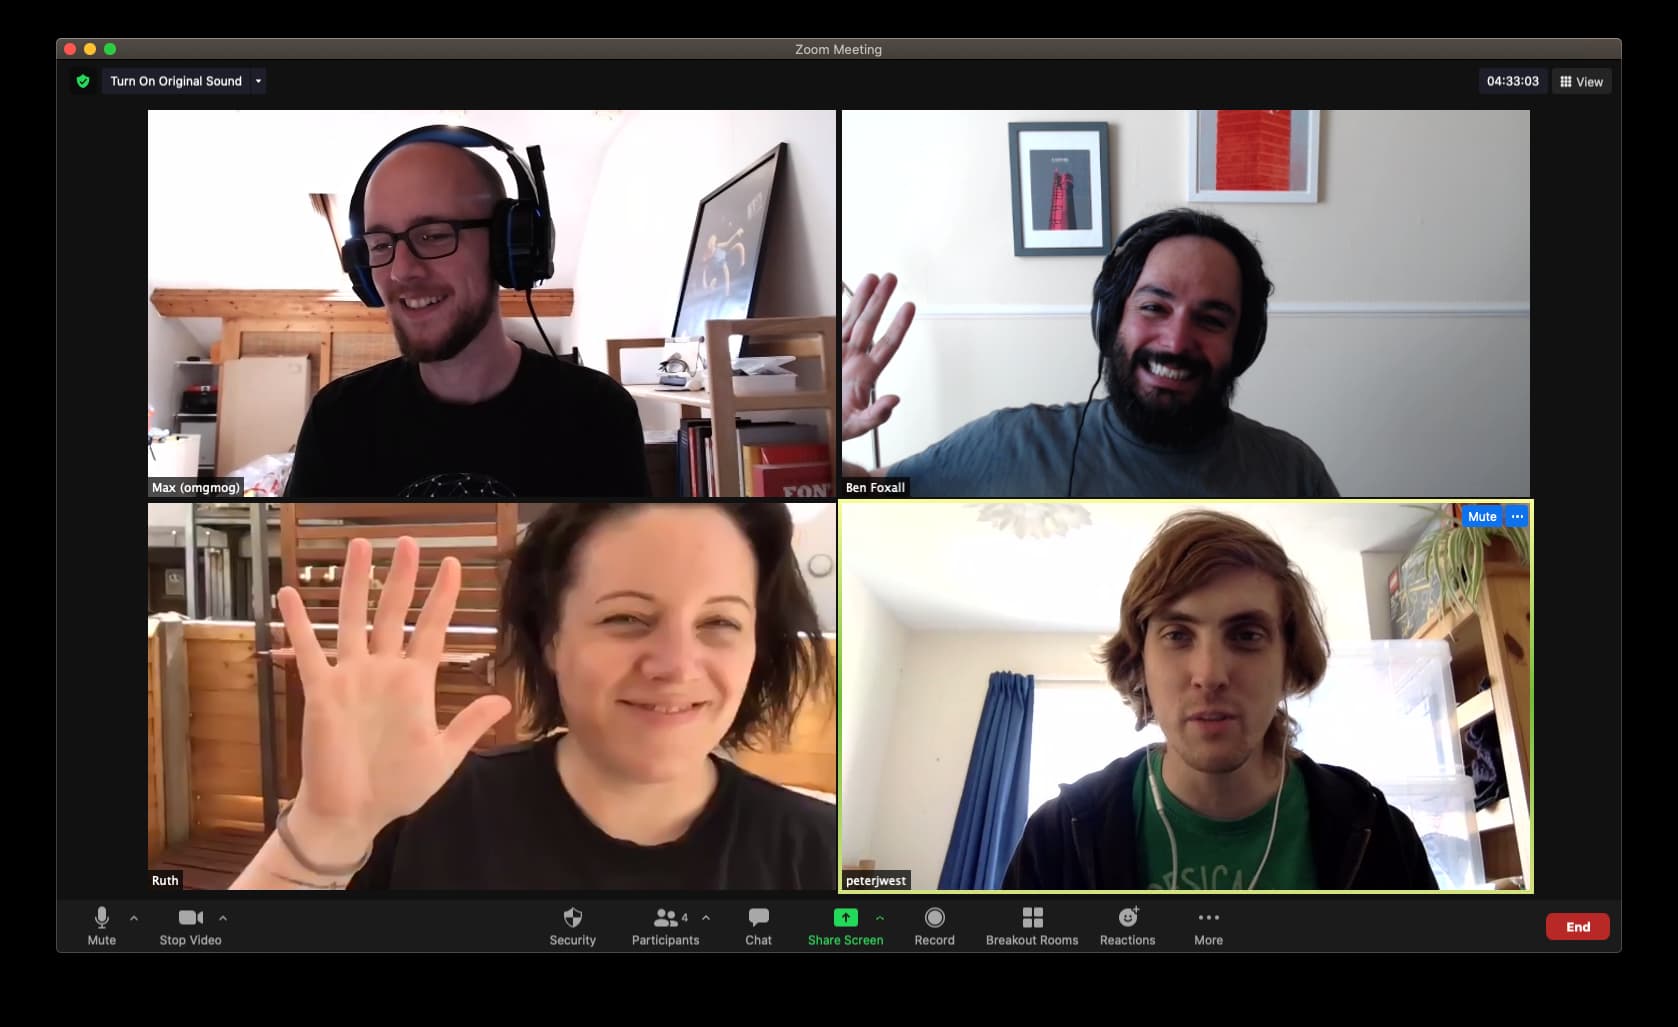 Zoom Meeting
Turn On Original Sound
04:33:03
View
FON
Max (omgmog)
Ben Foxall
Mute
Ruth
peterjwest
Mute
Stop Video
Security
4
Participants
Chat
Share Screen
Record
Breakout Rooms
Reactions
More
End